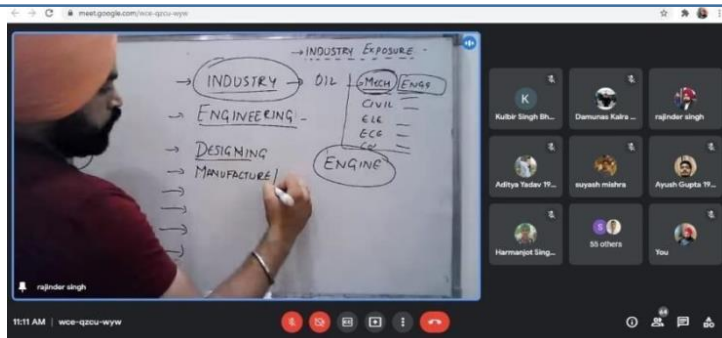 meet.google.com/wce-qzcu-wyw
→ INDUSTRY EXPOSURE -
→ INDUSTRY → OIL → MECH ENGG
CIVIL
ELE
ECE
→ ENGINEERING -
→ DESIGNING
ENGINE
→ MANUFACTURE/
rajinder singh
Kulbir Singh Bh...
Damunas Kalra ...
rajinder singh
Aditya Yadav 19...
suyash mishra
Ayush Gupta 19...
Harmanjot Sing...
S
55 others
You
K
11:11 AM | wce-qzcu-wyw
64